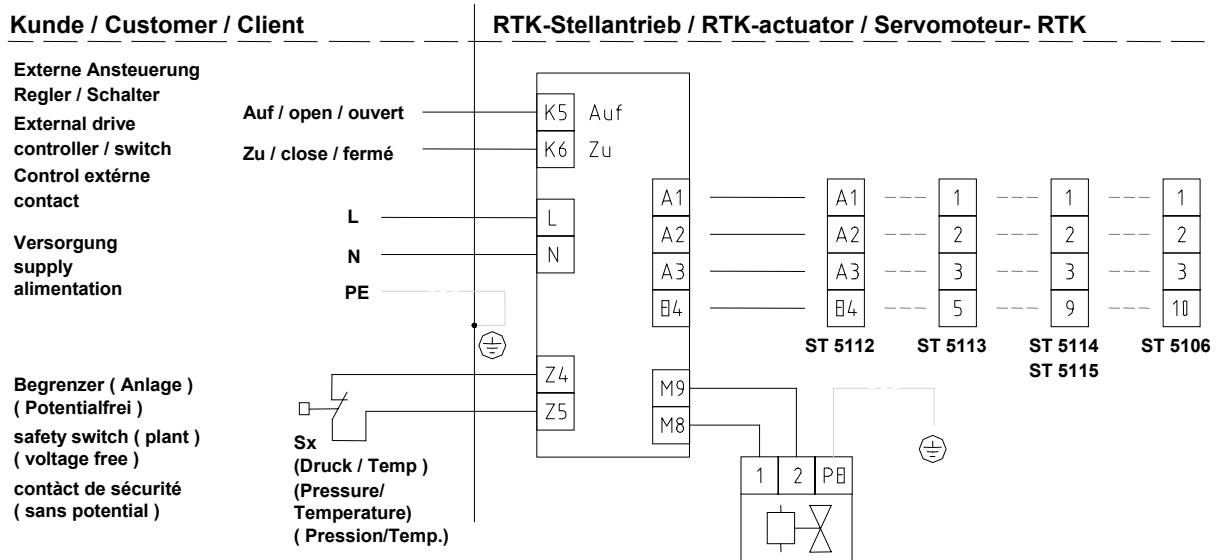 Kunde / Customer / Client
RTK-Stellantrieb / RTK-actuator / Servomoteur- RTK
Externe Ansteuerung
Regler / Schalter
External drive
controller / switch
Control extérne
contact
Auf / open / ouvert
K5 Auf
Zu / close / fermé
K6 Zu
Versorgung
supply
alimentation
L
L
N
N
PE
A1 A1 1 1 1
A2 A2 2 2 2
A3 A3 3 3 3
B4 B4 5 9 10
ST 5112 ST 5113 ST 5114 ST 5106
ST 5115
Begrenzer ( Anlage )
( Potentialfrei )
safety switch ( plant )
( voltage free )
contàct de sécurité
( sans potential )
Z4
Z5
Sx
(Druck / Temp )
(Pressure/
Temperature)
( Pression/Temp.)
M9
M8
1 2 PE